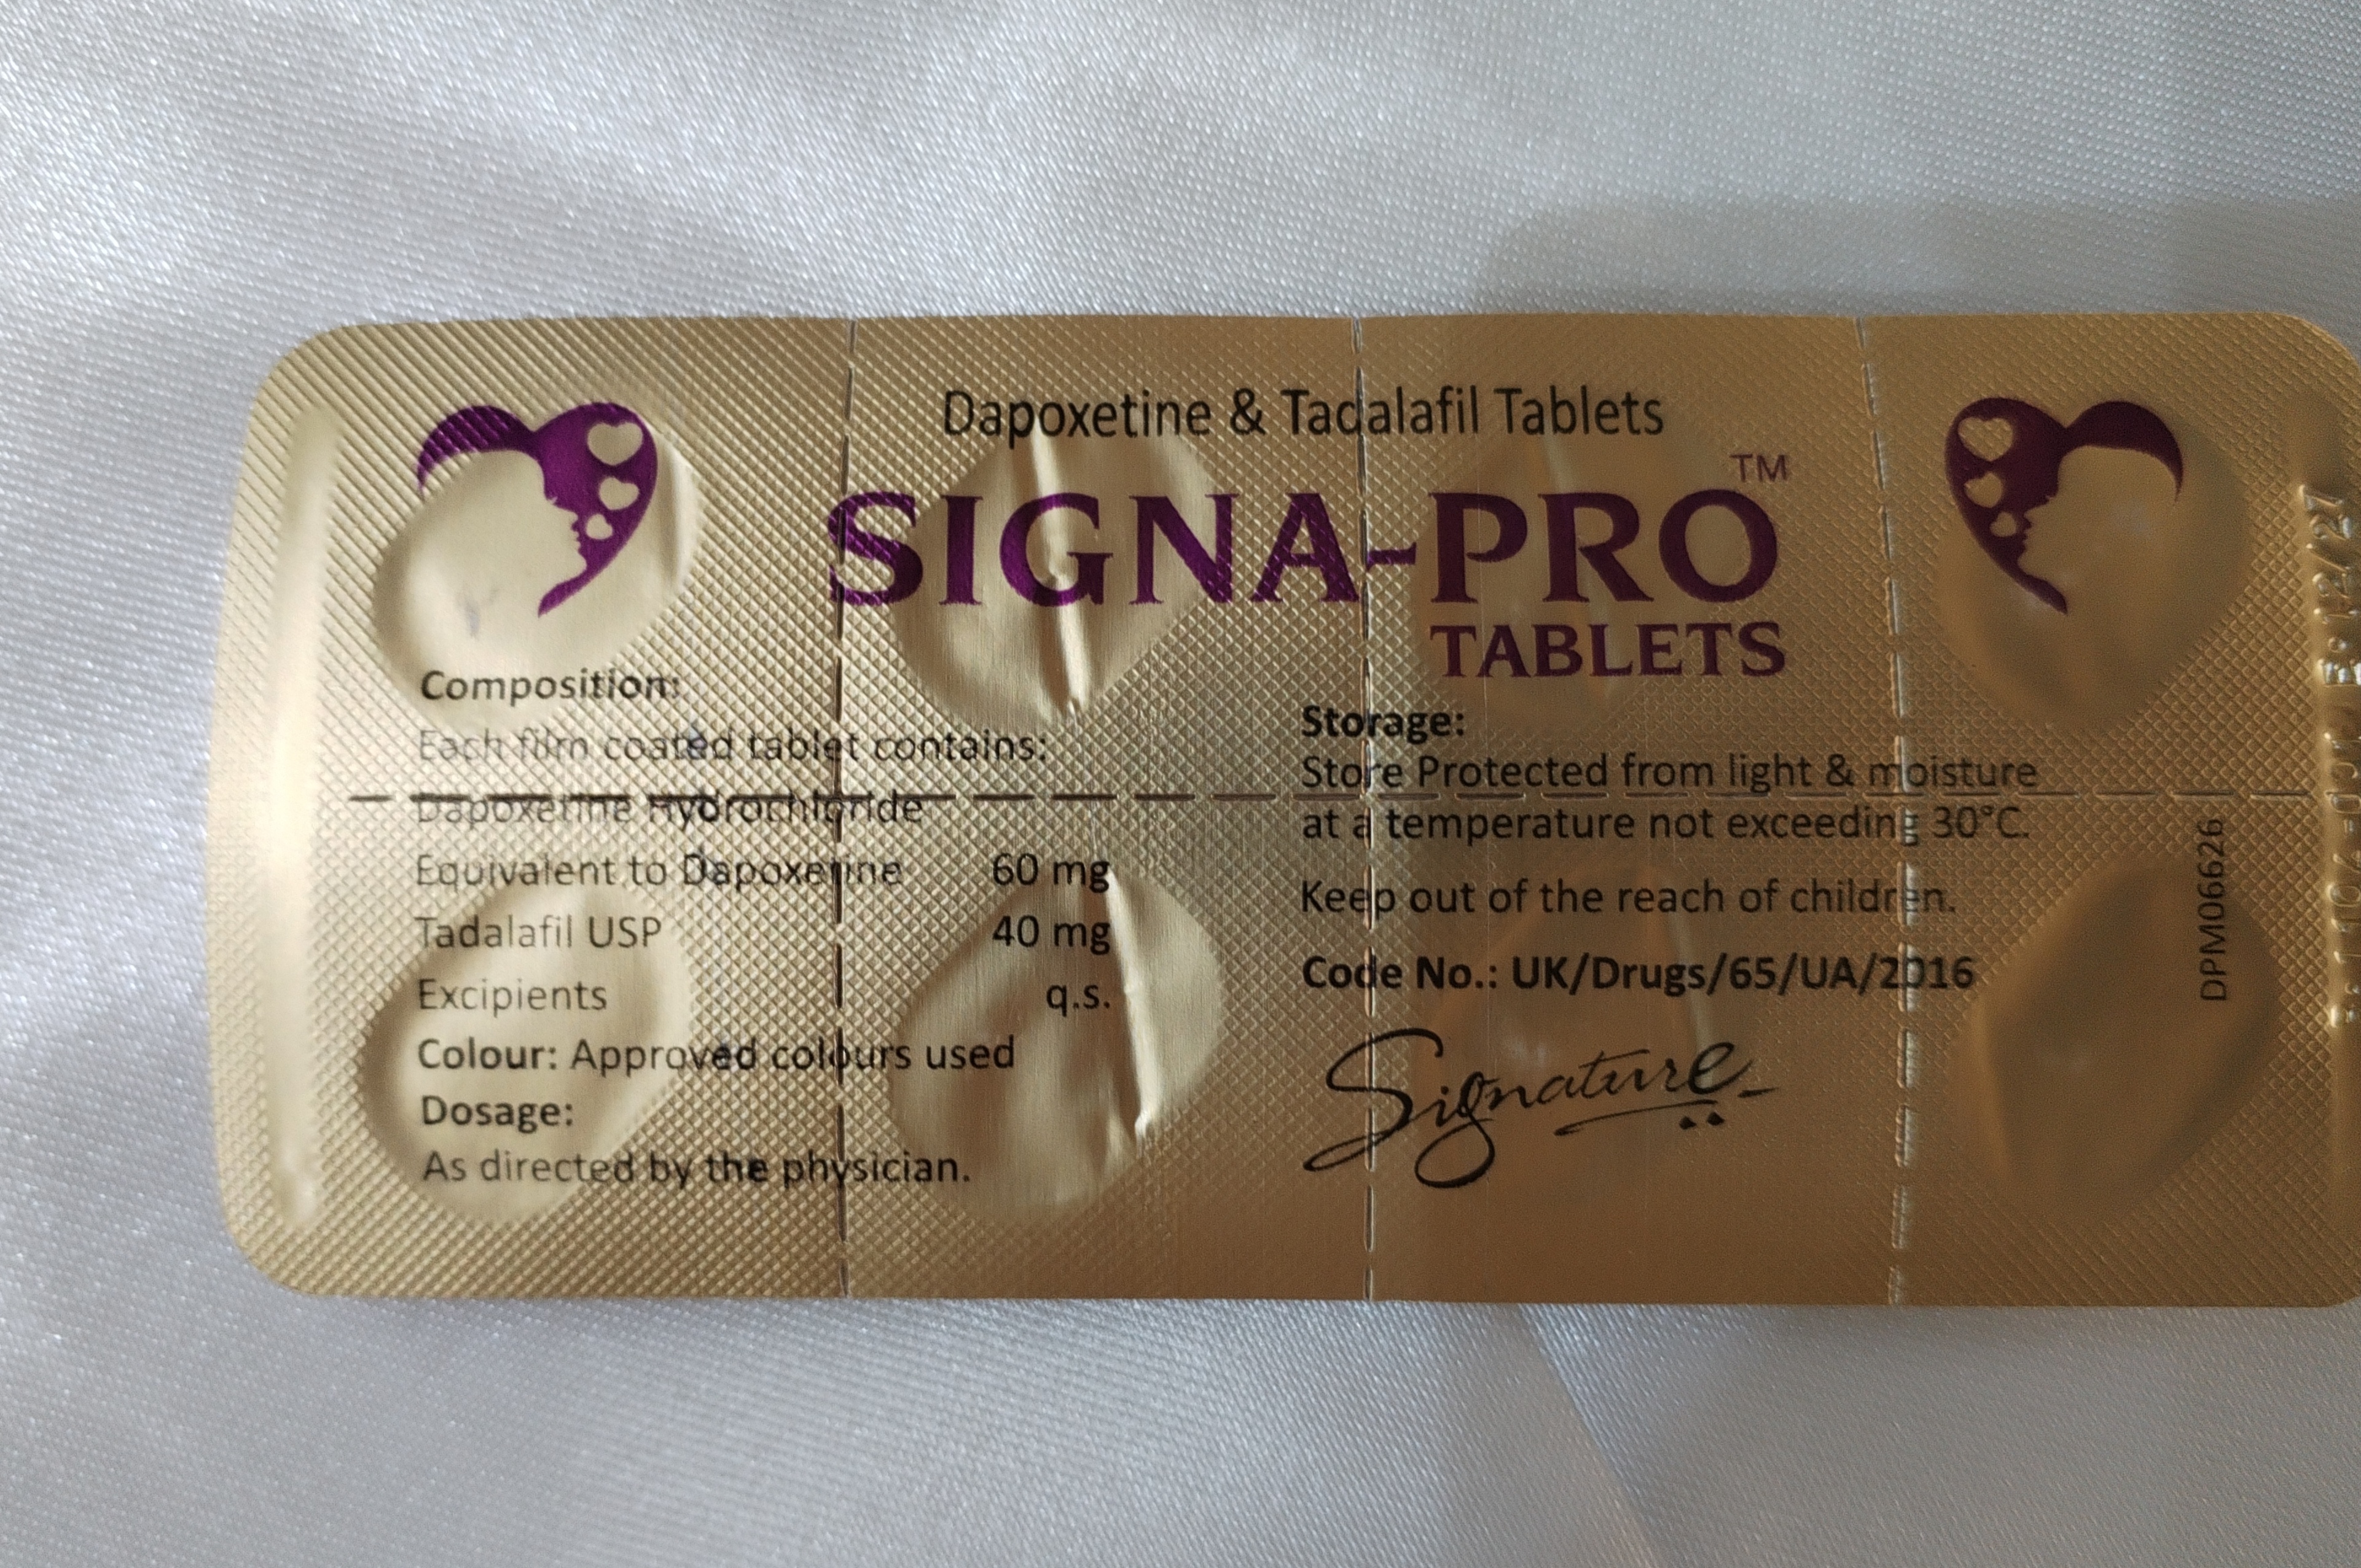 Dapoxetine & Tadalafil Tablets
SIGNA-PRO™
TABLETS
Composition:
Each film coated tablet contains:
Dapoxetine Hydrochloride
Equivalent to Dapoxetine 60 mg
Tadalafil USP 40 mg
Excipients q.s.
Colour: Approved colours used
Dosage:
As directed by the physician.
Storage:
Store Protected from light & moisture
at a temperature not exceeding 30°C.
Keep out of the reach of children.
Code No.: UK/Drugs/65/UA/2016
Signature
DPM06626